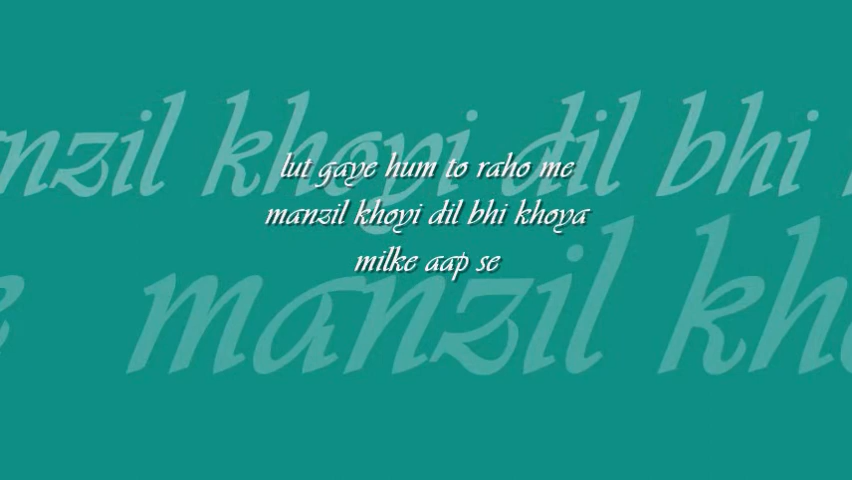 nzil khoyi dil bhi
lut gaye hum to raho me
manzil khoyi dil bhi khoya
milke aap se
manzil